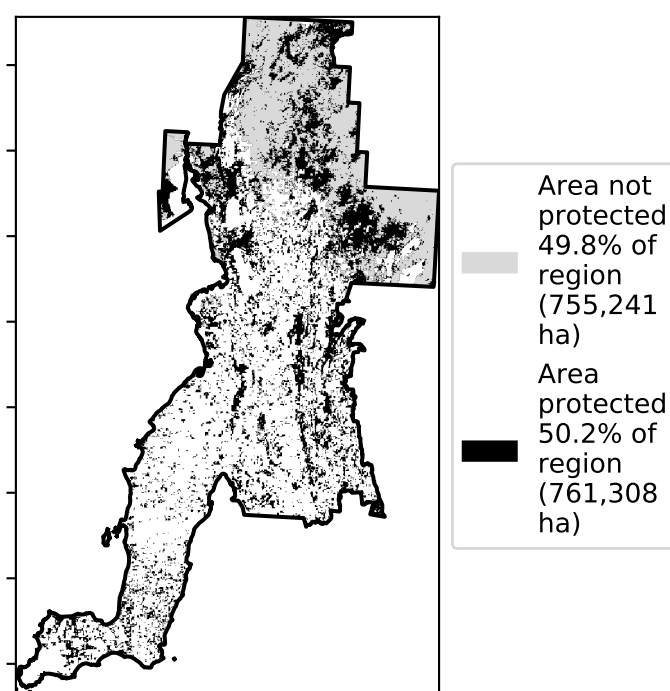 Area not
protected
49.8% of
region
(755,241
ha)
Area
protected
50.2% of
region
(761,308
ha)